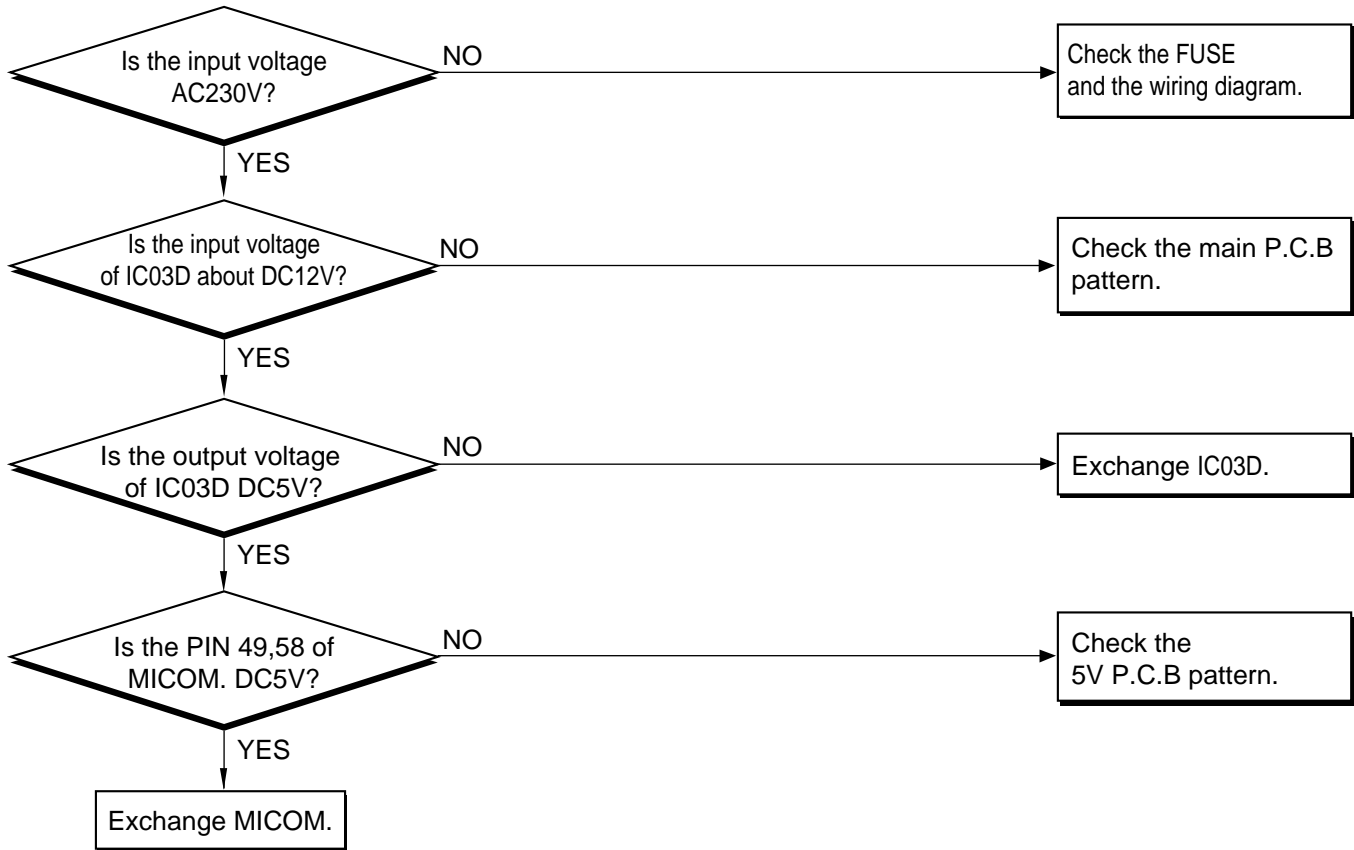 Is the input voltage
AC230V?
NO
Check the FUSE
and the wiring diagram.
YES
Is the input voltage
of IC03D about DC12V?
NO
Check the main P.C.B
pattern.
YES
Is the output voltage
of IC03D DC5V?
NO
Exchange IC03D.
YES
Is the PIN 49,58 of
MICOM. DC5V?
NO
Check the
5V P.C.B pattern.
YES
Exchange MICOM.